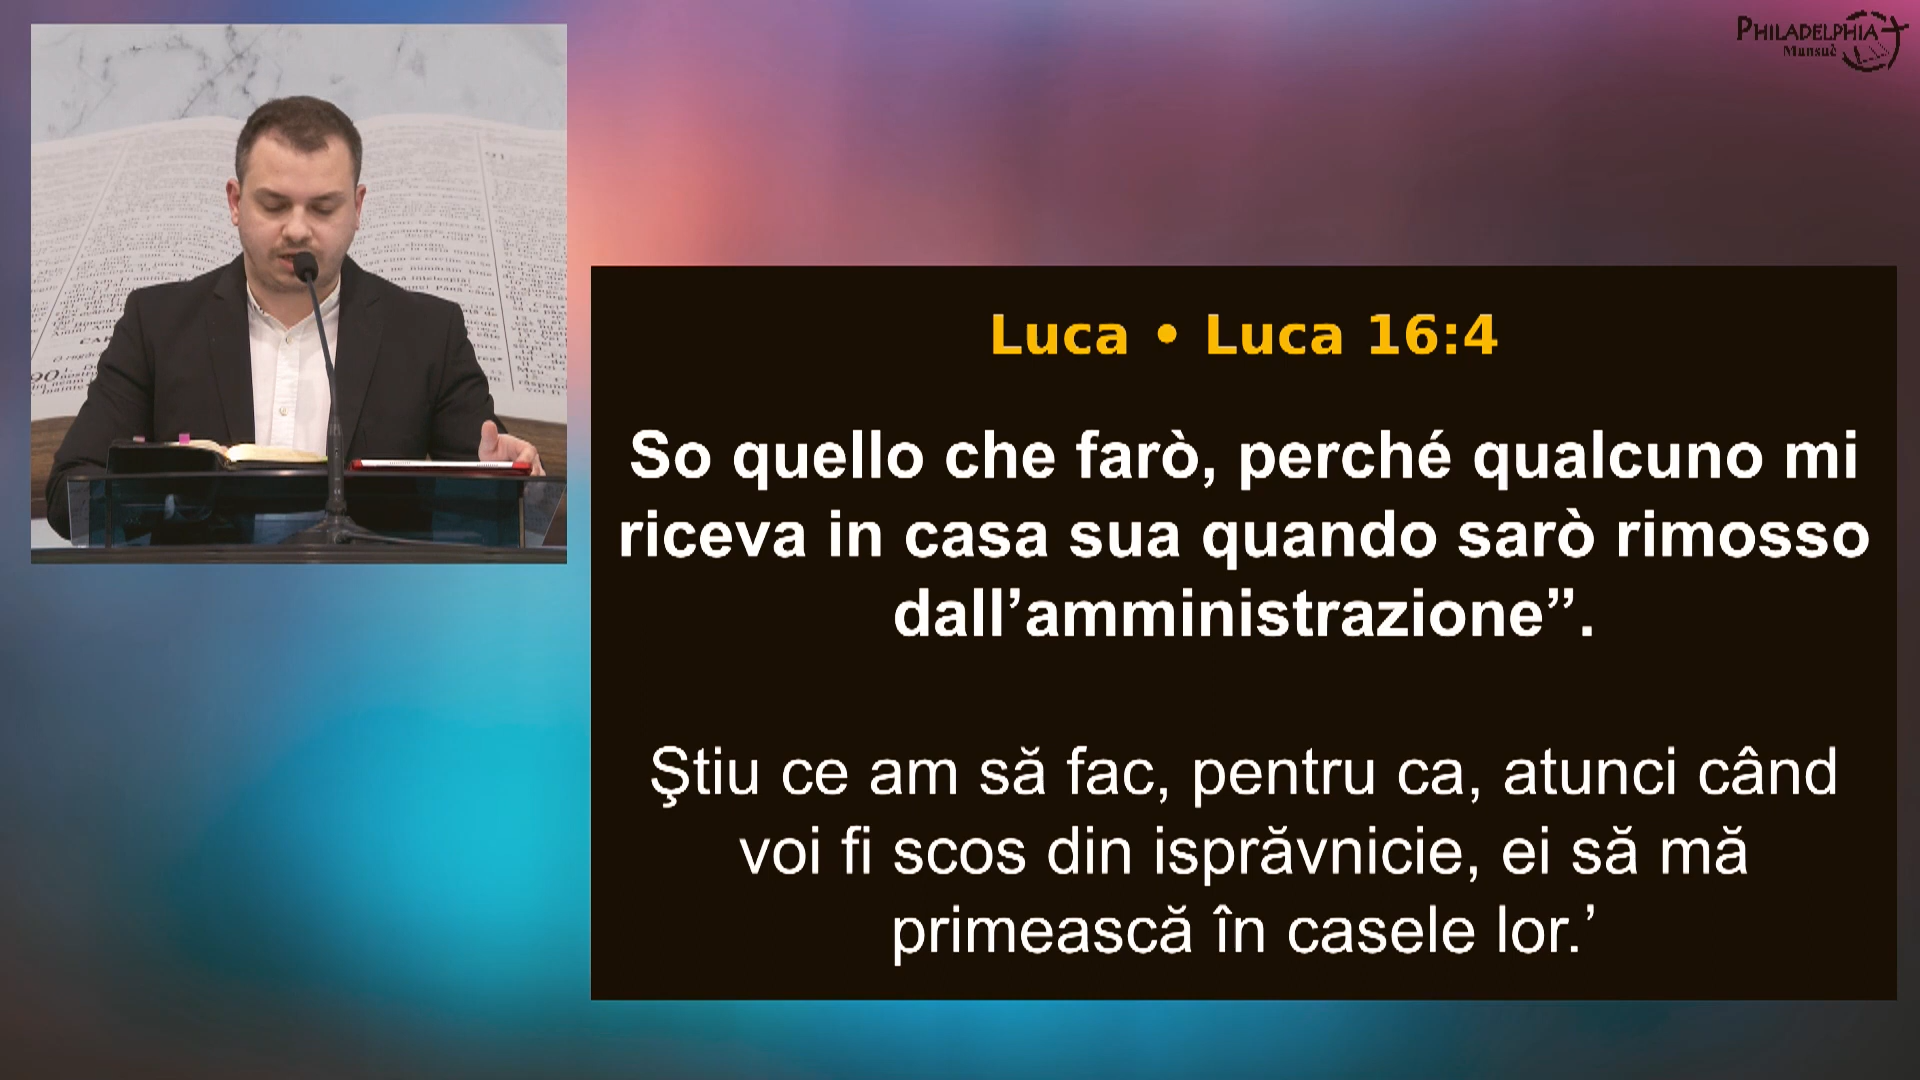 PHILADELPHIA
Mansuè
Luca • Luca 16:4
So quello che farò, perché qualcuno mi
riceva in casa sua quando sarò rimosso
dall’amministrazione”.
Ştiu ce am să fac, pentru ca, atunci când
voi fi scos din isprăvnicie, ei să mă
primească în casele lor.’